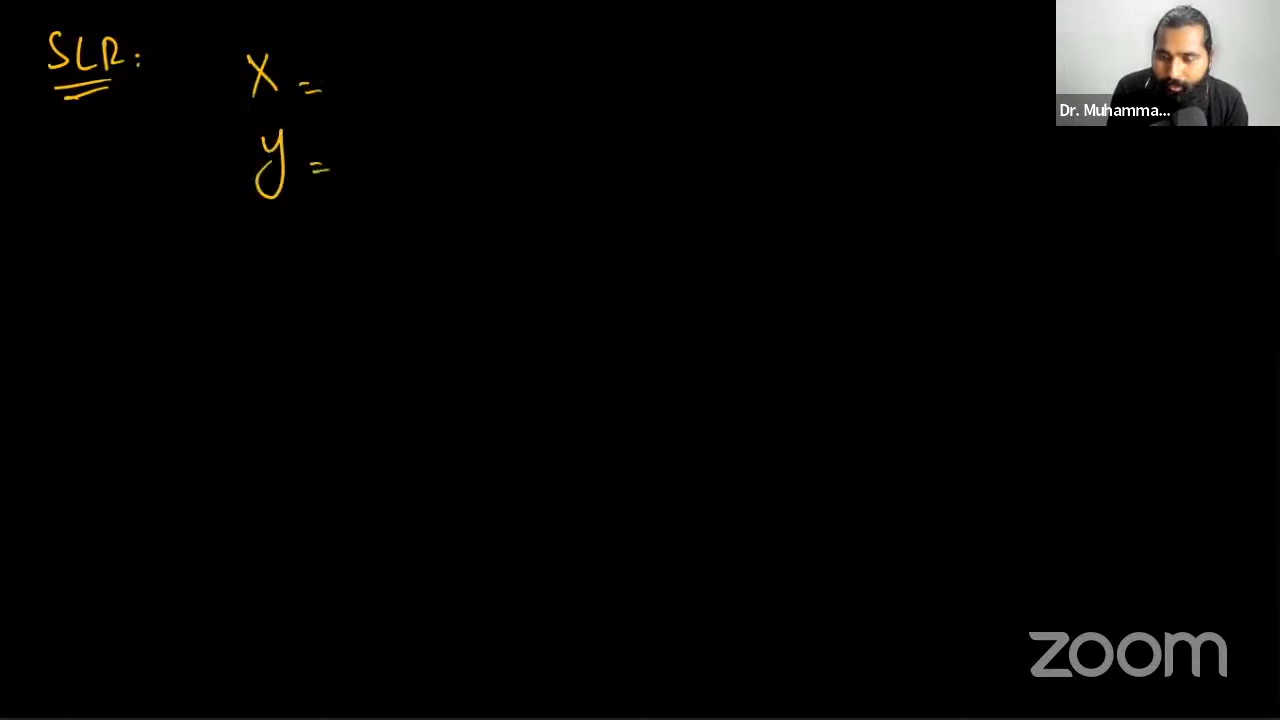 SLR:
X =
y =
Dr. Muhamma...
zoom